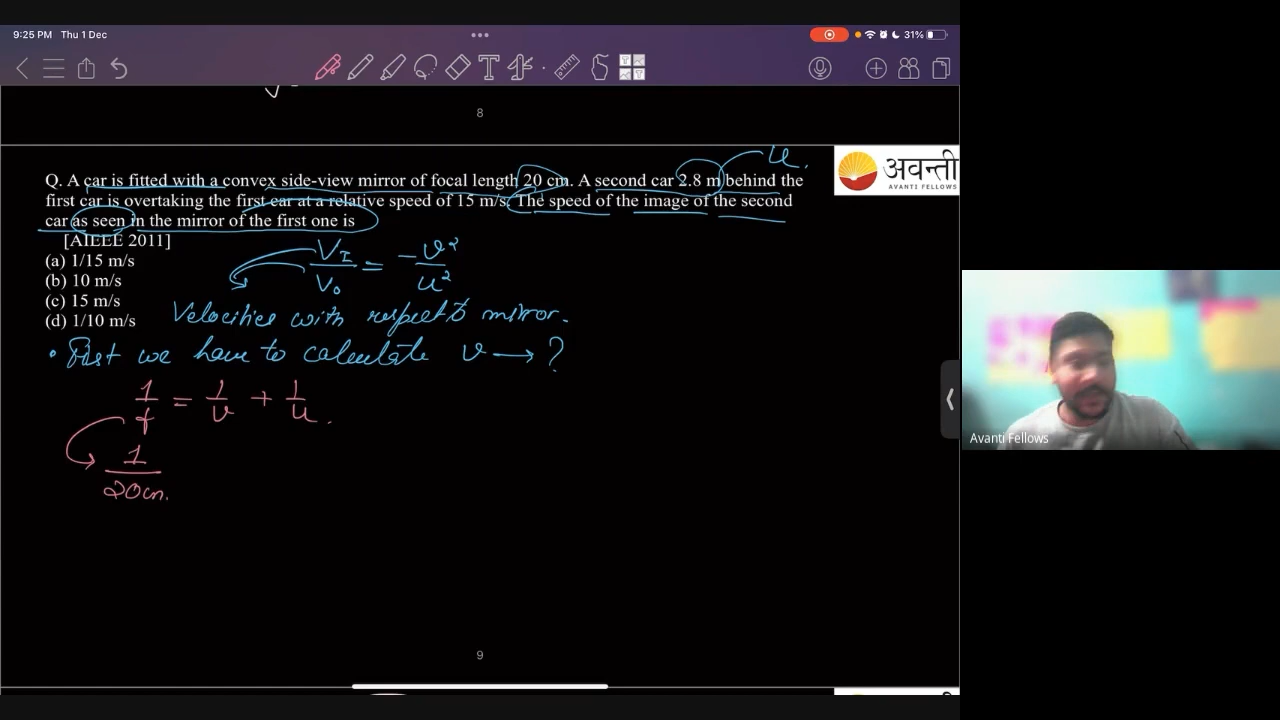 9:25 PM Thu 1 Dec
31%
8
u.
अवन्ती
AVANTI FELLOWS
Q. A car is fitted with a convex side-view mirror of focal length 20 cm. A second car 2.8 m behind the
first car is overtaking the first car at a relative speed of 15 m/s. The speed of the image of the second
car as seen in the mirror of the first one is
[AIEEE 2011]
(a) 1/15 m/s
(b) 10 m/s
(c) 15 m/s
(d) 1/10 m/s
V_I / V_o = -v² / u²
Velocities with respect to mirror.
• First we have to calculate v → ?
1/f = 1/v + 1/u.
1/20cm.
Avanti Fellows
9